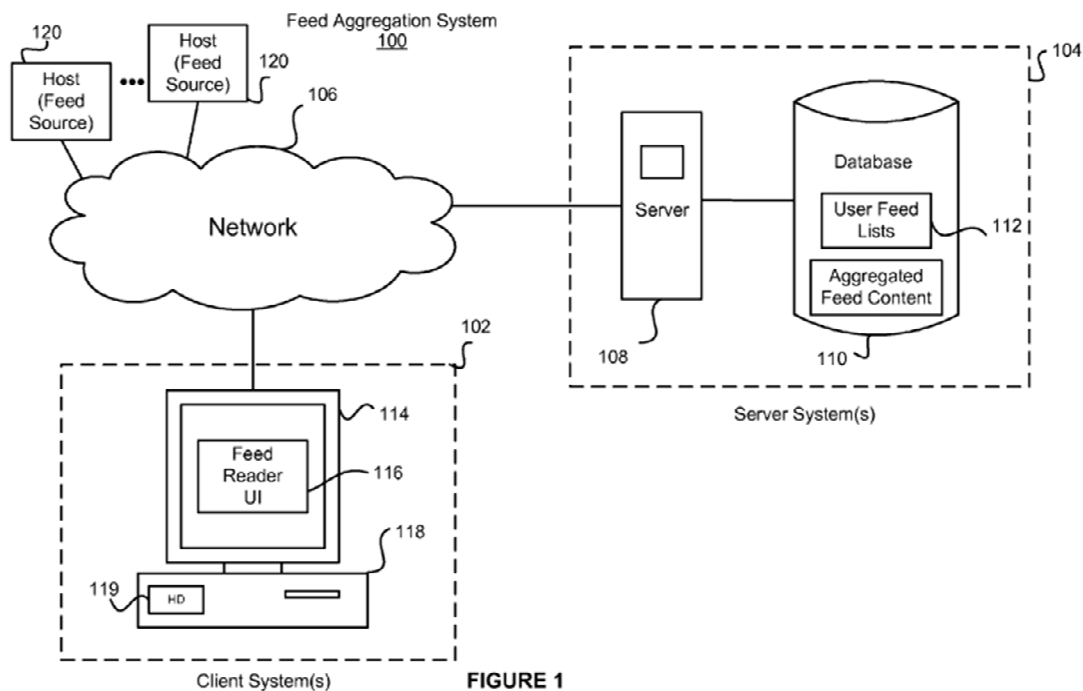 Feed Aggregation System
100
120
Host
(Feed
Source)
•••
Host
(Feed
Source)
120
106
Network
104
Server
108
Database
User Feed
Lists
112
Aggregated
Feed Content
110
Server System(s)
102
114
Feed
Reader
UI
116
118
119
HD
Client System(s)
FIGURE 1